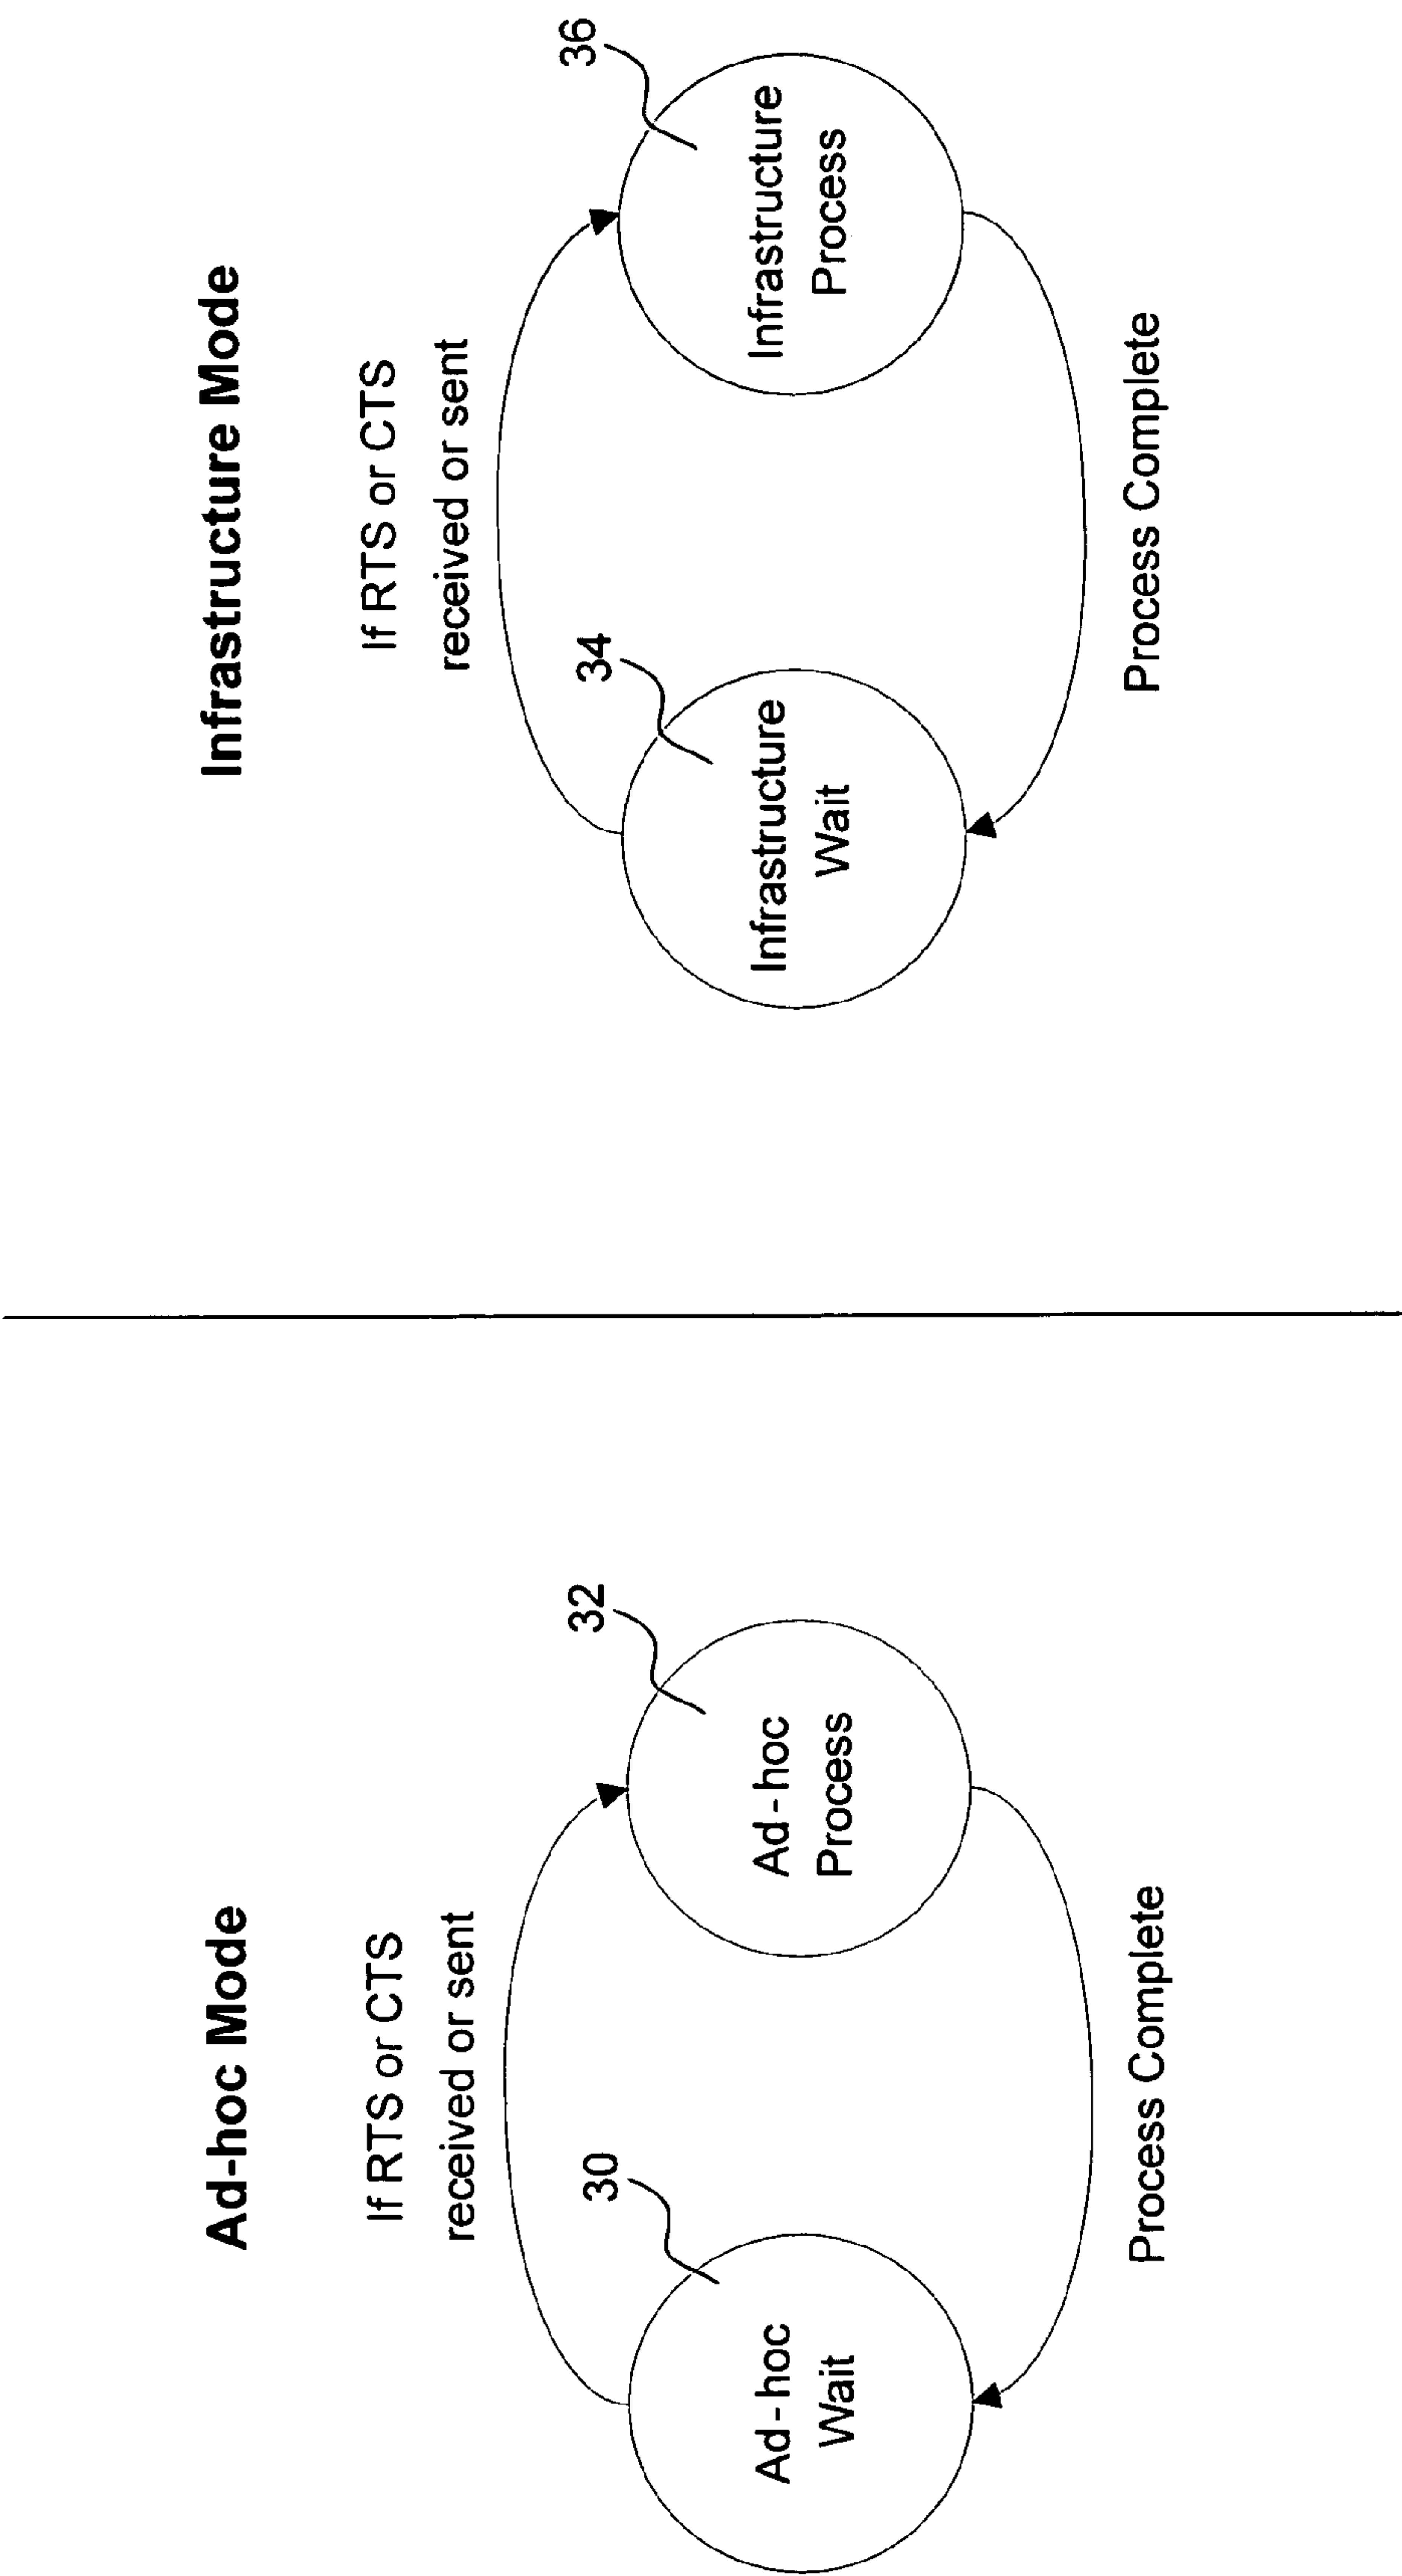 Ad-hoc Mode
If RTS or CTS
received or sent
30
32
Ad-hoc
Wait
Ad-hoc
Process
Process Complete
Infrastructure Mode
If RTS or CTS
received or sent
34
36
Infrastructure
Wait
Infrastructure
Process
Process Complete